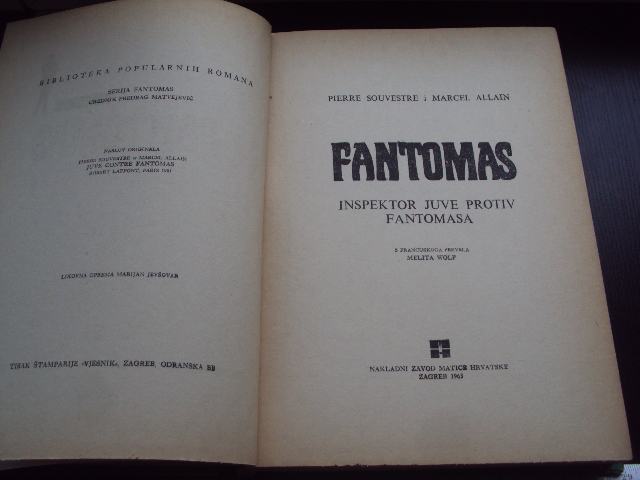 BIBLIOTEKA POPULARNIH ROMANA
SERIJA FANTOMAS
UREDNIK PREDRAG MATVEJEVIĆ
NASLOV ORIGINALA
PIERRE SOUVESTRE et MARCEL ALLAIN
JUVE CONTRE FANTOMAS
ROBERT LAFFONT, PARIS 1961
LIKOVNA OPREMA MARIJAN JEVŠOVAR
TISAK ŠTAMPARIJE »VJESNIK«, ZAGREB, ODRANSKA BB
PIERRE SOUVESTRE i MARCEL ALLAIN
FANTOMAS
INSPEKTOR JUVE PROTIV
FANTOMASA
S FRANCUSKOGA PREVELA
MELITA WOLF
NAKLADNI ZAVOD MATICE HRVATSKE
ZAGREB 1963